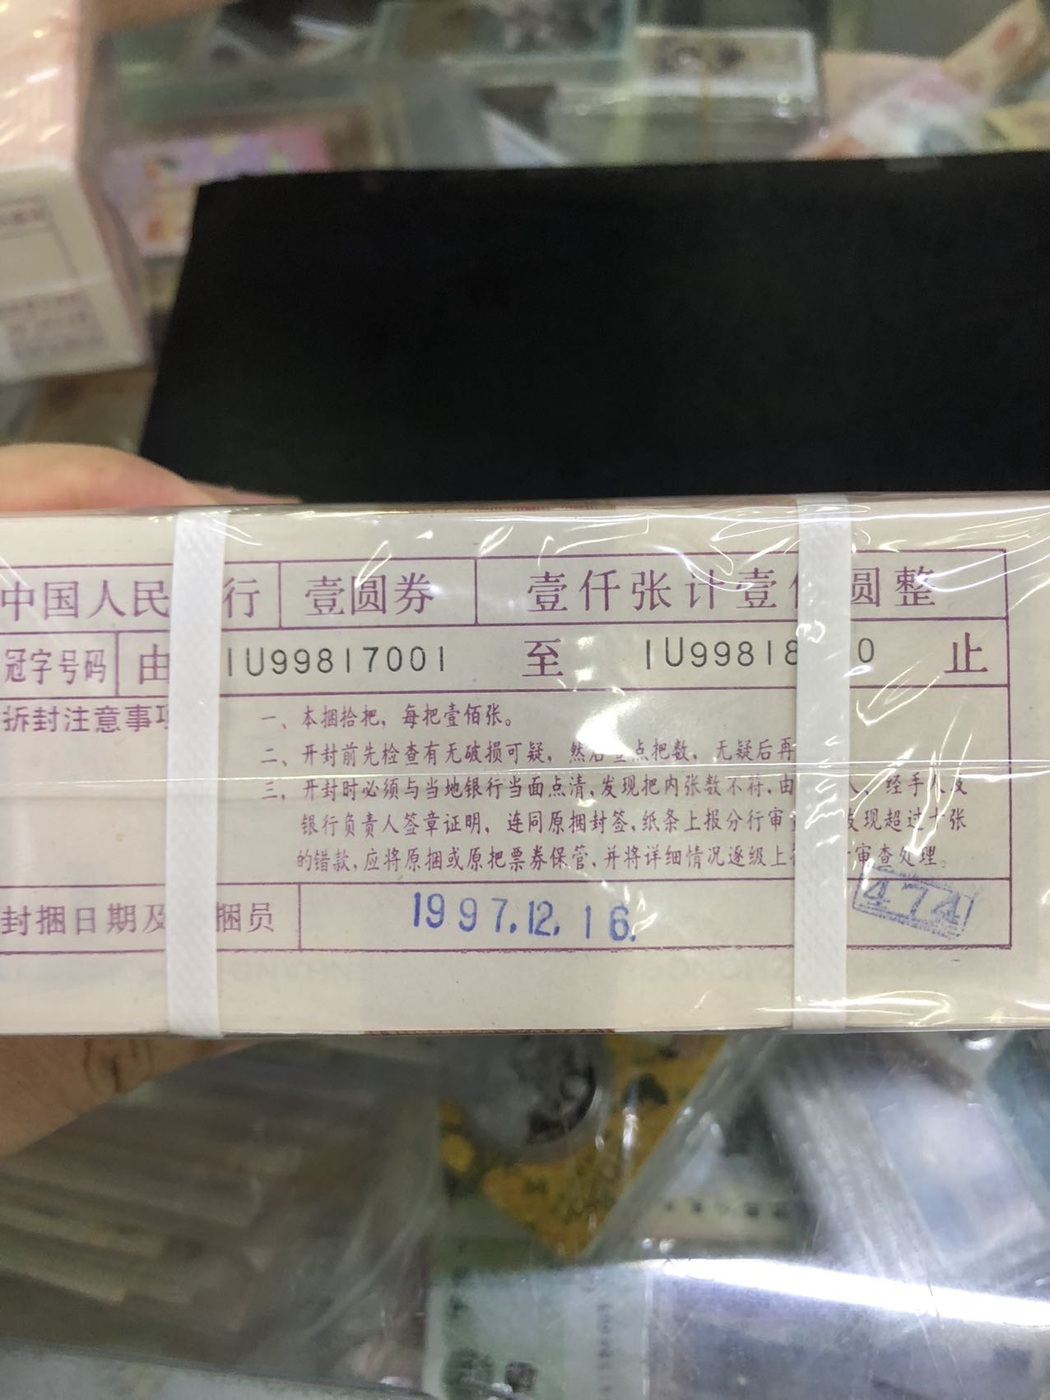 中国人民 行 壹圆券 壹仟张计壹 圆整
冠字号码 由 IU99817001 至 IU99818 0 止
拆封注意事
一、本捆拾把，每把壹佰张。
二、开封前先检查有无破损可疑，然后 点把数，无疑后再
三、开封时必须与当地银行当面点清，发现把内张数不符，由 人、经手人及
银行负责人签章证明，连同原捆封签，纸条上报分行审 发现超过十张
的错款，应将原捆或原把票券保管，并将详细情况逐级上 审查处理。
封捆日期及 捆员 1997.12.16.
474